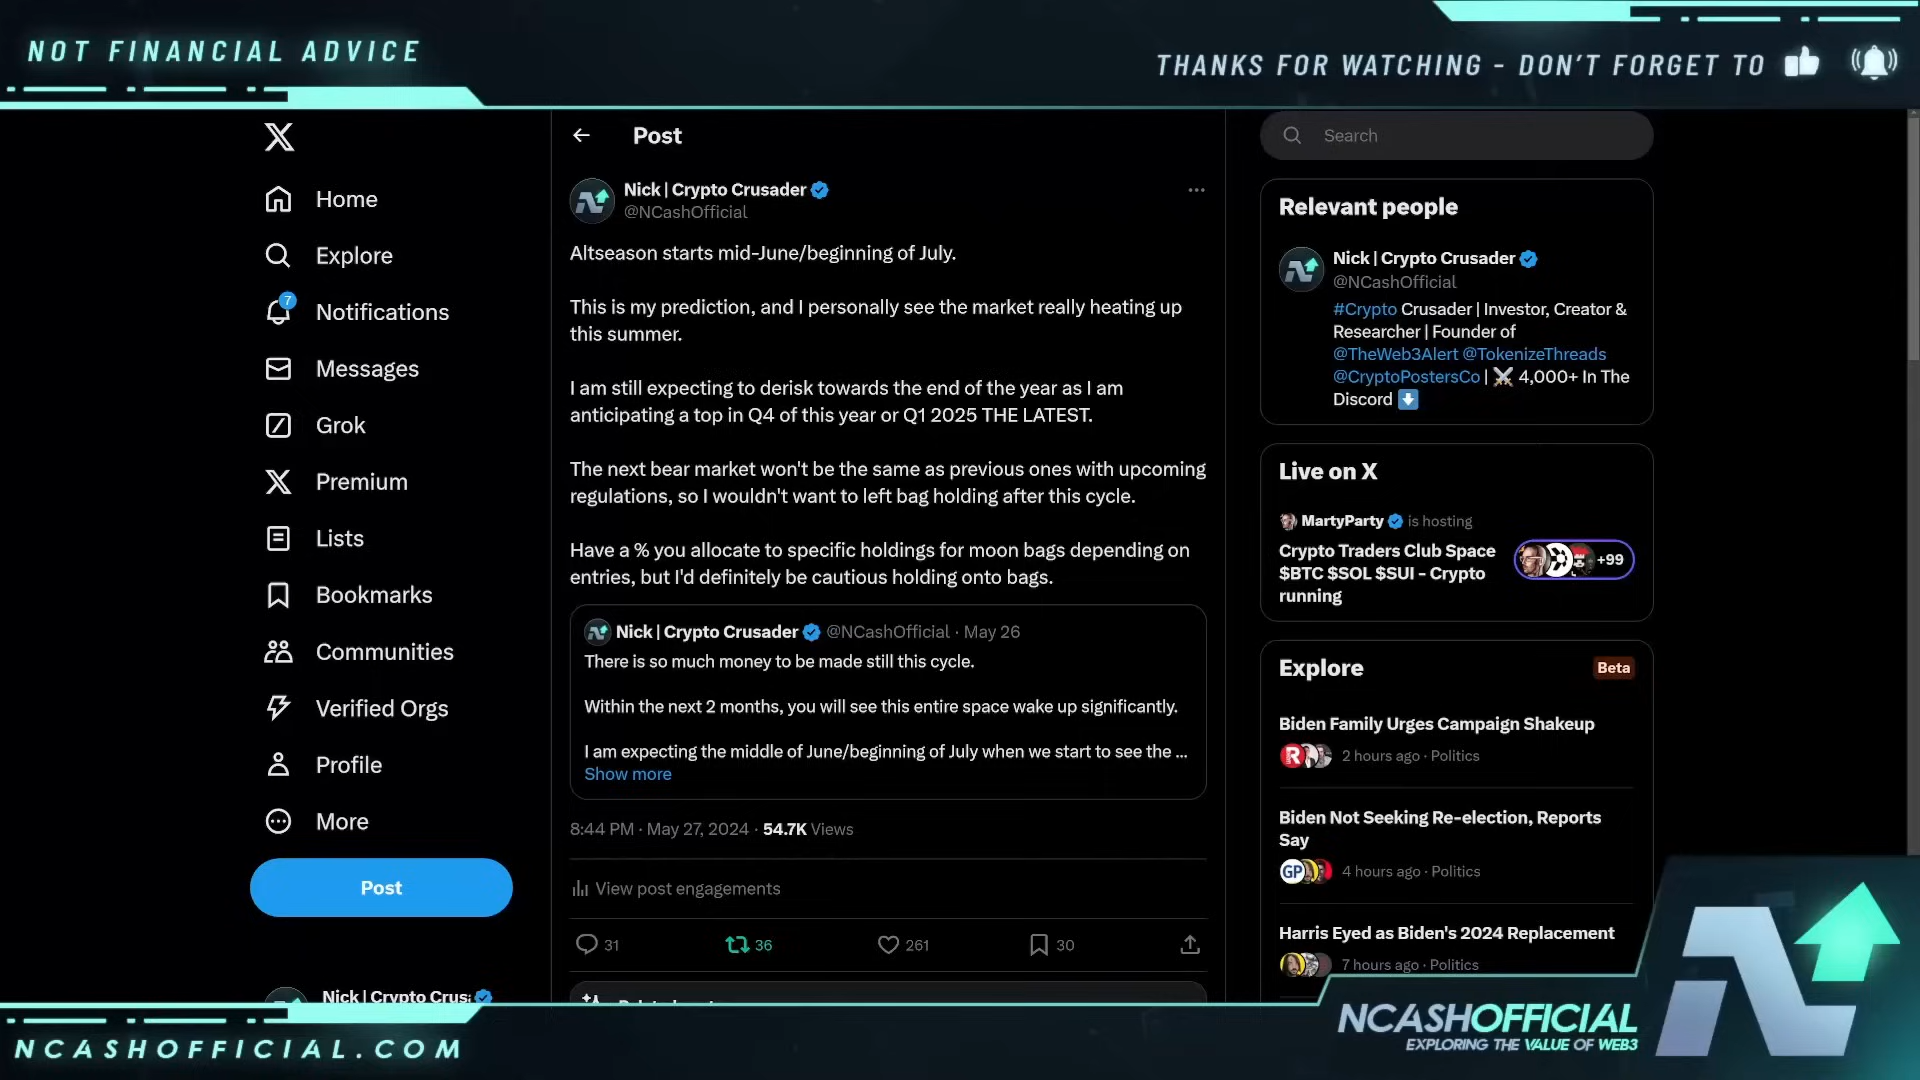 NOT FINANCIAL ADVICE
THANKS FOR WATCHING - DON'T FORGET TO
Home
Explore
7
Notifications
Messages
Grok
Premium
Lists
Bookmarks
Communities
Verified Orgs
Profile
More
Post
Nick | Crypto Crus
Post
Nick | Crypto Crusader
@NCashOfficial
Altseason starts mid-June/beginning of July.
This is my prediction, and I personally see the market really heating up
this summer.
I am still expecting to derisk towards the end of the year as I am
anticipating a top in Q4 of this year or Q1 2025 THE LATEST.
The next bear market won't be the same as previous ones with upcoming
regulations, so I wouldn't want to left bag holding after this cycle.
Have a % you allocate to specific holdings for moon bags depending on
entries, but I'd definitely be cautious holding onto bags.
Nick | Crypto Crusader @NCashOfficial · May 26
There is so much money to be made still this cycle.
Within the next 2 months, you will see this entire space wake up significantly.
I am expecting the middle of June/beginning of July when we start to see the ...
Show more
8:44 PM · May 27, 2024 · 54.7K Views
View post engagements
31 36 261 30
Search
Relevant people
Nick | Crypto Crusader
@NCashOfficial
#Crypto Crusader | Investor, Creator &
Researcher | Founder of
@TheWeb3Alert @TokenizeThreads
@CryptoPostersCo | ⚔️ 4,000+ In The
Discord ⬇️
Live on X
MartyParty is hosting
Crypto Traders Club Space
$BTC $SOL $SUI - Crypto
running
+99
Explore
Beta
Biden Family Urges Campaign Shakeup
2 hours ago · Politics
Biden Not Seeking Re-election, Reports
Say
GP
4 hours ago · Politics
Harris Eyed as Biden's 2024 Replacement
7 hours ago · Politics
NCASHOFFICIAL.COM
NCASHOFFICIAL
EXPLORING THE VALUE OF WEB3